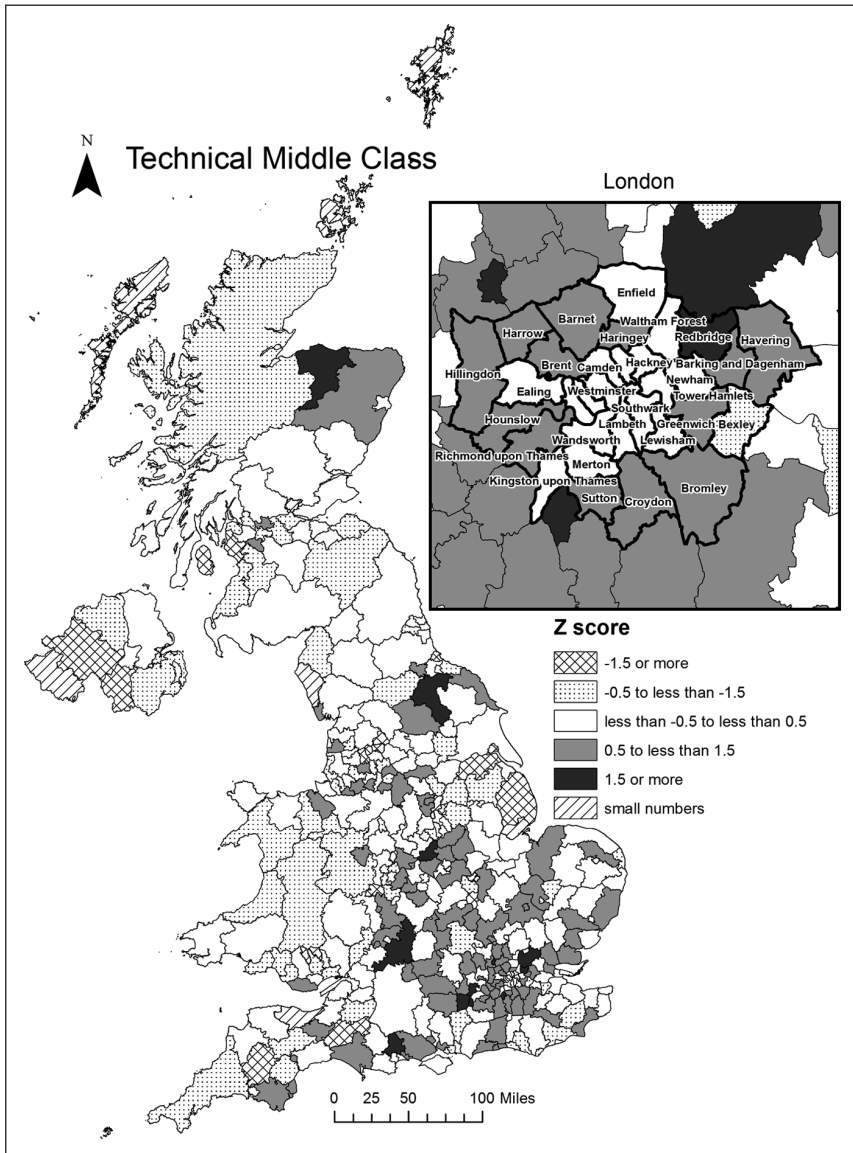 N
Technical Middle Class
London
Enfield
Barnet
Waltham Forest
Harrow
Haringey
Redbridge
Havering
Brent
Camden
Hackney
Barking and Dagenham
Hillingdon
Newham
Ealing
Westminster
Tower Hamlets
Southwark
Hounslow
Lambeth
Greenwich
Bexley
Wandsworth
Lewisham
Richmond upon Thames
Merton
Kingston upon Thames
Bromley
Sutton
Croydon
Z score
-1.5 or more
-0.5 to less than -1.5
less than -0.5 to less than 0.5
0.5 to less than 1.5
1.5 or more
small numbers
0 25 50 100 Miles